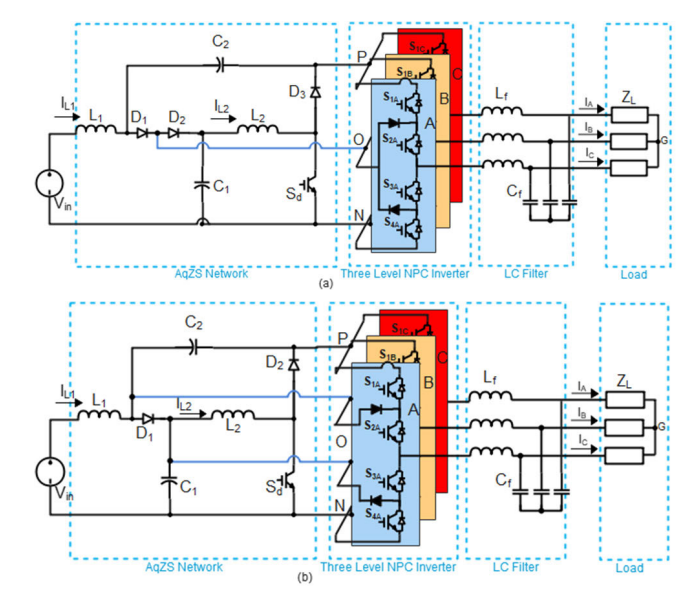 C2
P
S1C
S1B
C
B
A
IL1
L1
D1
D2
IL2
L2
D3
S1A
S2A
S3A
S4A
O
N
Lf
IA
ZL
IB
IC
G
Cf
Vin
C1
Sd
AqZS Network
Three Level NPC Inverter
LC Filter
Load
(a)
C2
P
S1C
S1B
C
B
A
D2
IL1
L1
D1
IL2
L2
S1A
S2A
S3A
S4A
O
N
Lf
IA
ZL
IB
IC
G
Cf
Vin
C1
Sd
AqZS Network
Three Level NPC Inverter
LC Filter
Load
(b)